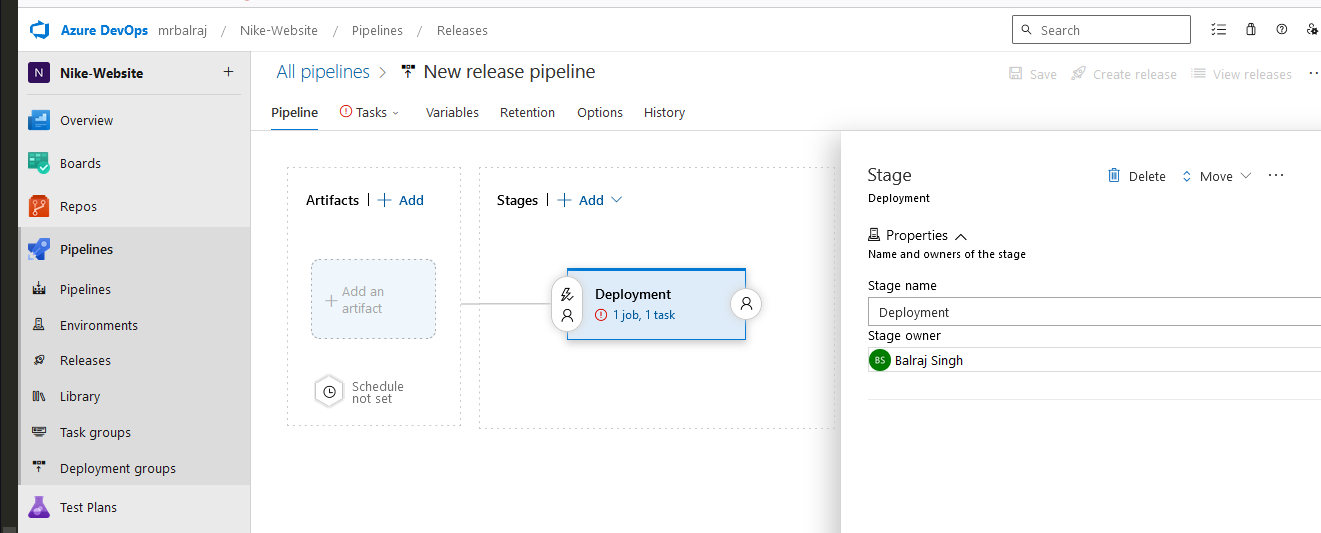 Azure DevOps mrbalraj / Nike-Website / Pipelines / Releases
Search
N Nike-Website +
All pipelines > New release pipeline
Save Create release View releases ...
Pipeline Tasks Variables Retention Options History
Overview
Boards
Repos
Pipelines
Pipelines
Environments
Releases
Library
Task groups
Deployment groups
Test Plans
Artifacts | + Add
Stages | + Add
+ Add an
artifact
Schedule
not set
Deployment
1 job, 1 task
Stage
Deployment
Delete Move ...
Properties
Name and owners of the stage
Stage name
Deployment
Stage owner
BS Balraj Singh